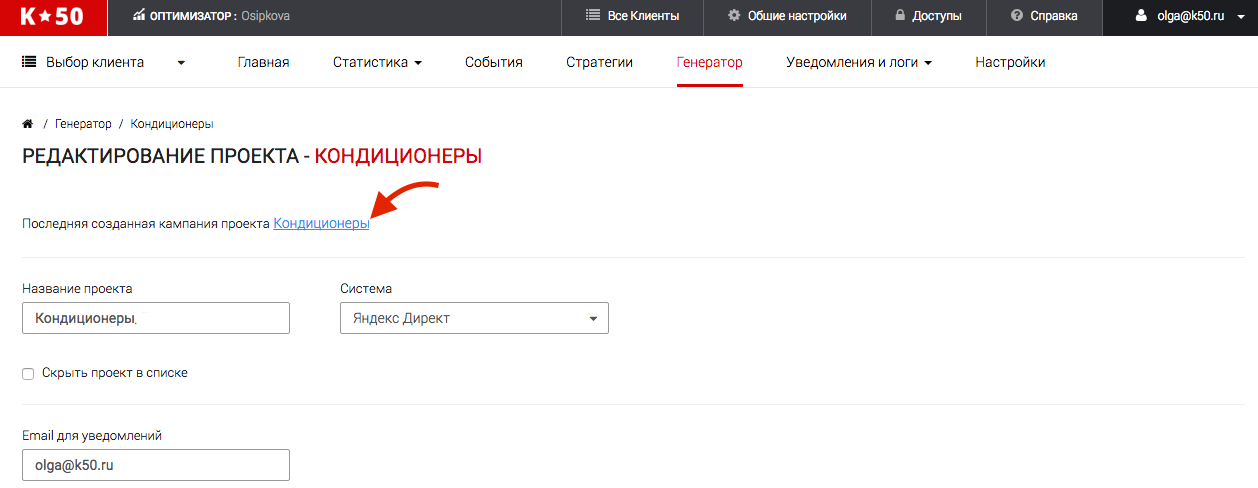 K★50 ОПТИМИЗАТОР : Osipkova Все Клиенты Общие настройки Доступы Справка olga@k50.ru
Выбор клиента Главная Статистика События Стратегии Генератор Уведомления и логи Настройки
/ Генератор / Кондиционеры
РЕДАКТИРОВАНИЕ ПРОЕКТА - КОНДИЦИОНЕРЫ
Последняя созданная кампания проекта Кондиционеры
Название проекта Система
Кондиционеры. Яндекс Директ
Скрыть проект в списке
Email для уведомлений
olga@k50.ru